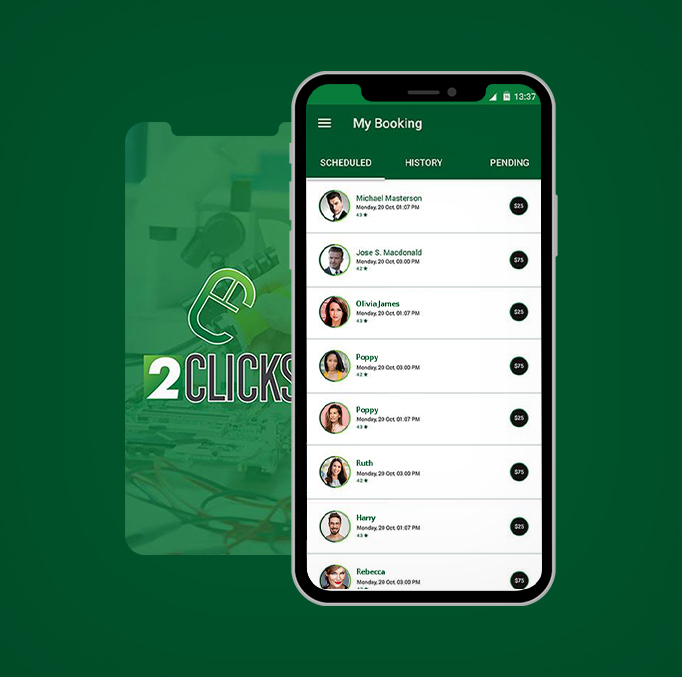 13:37
My Booking
SCHEDULED HISTORY PENDING
Michael Masterson
Monday, 20 Oct, 01:07 PM
$25
4.3 ★
Jose S. Macdonald
Monday, 20 Oct, 03:00 PM
$75
4.2 ★
Olivia James
Monday, 20 Oct, 01:07 PM
$25
4.3 ★
Poppy
Monday, 20 Oct, 03:00 PM
$75
4.2 ★
Poppy
Monday, 20 Oct, 01:07 PM
$25
4.3 ★
Ruth
Monday, 20 Oct, 03:00 PM
$75
4.2 ★
Harry
Monday, 20 Oct, 01:07 PM
$25
4.3 ★
Rebecca
Monday, 20 Oct, 03:00 PM
$75
4.2 ★
2CLICKS